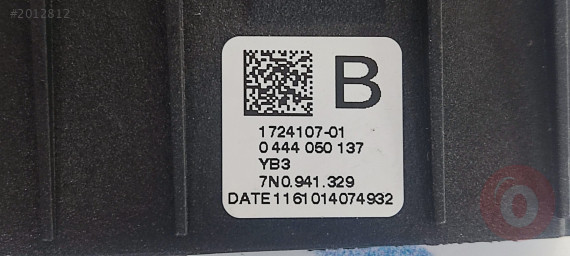 #2012812
B
1724107-01
0 444 050 137
YB3
7N0.941.329
DATE1161014074932